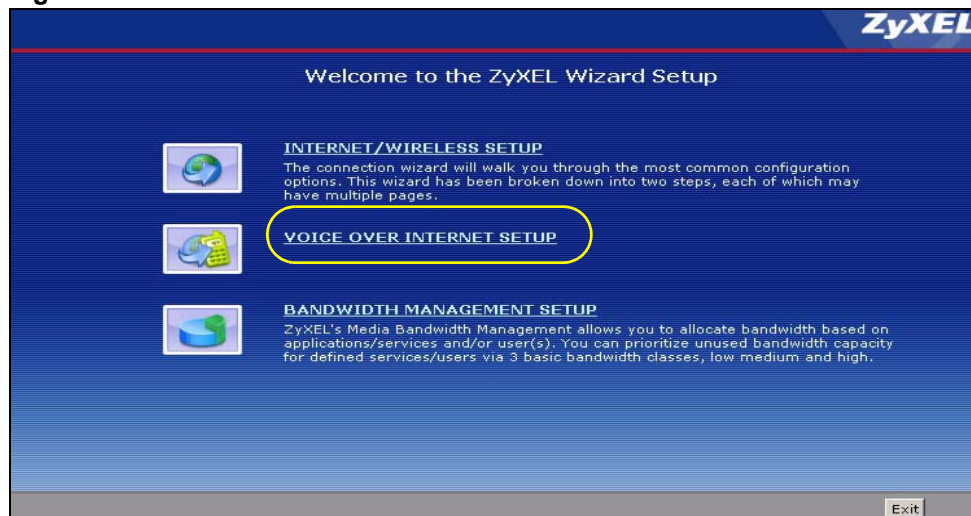 ZyXEL
Welcome to the ZyXEL Wizard Setup
INTERNET/WIRELESS SETUP
The connection wizard will walk you through the most common configuration
options. This wizard has been broken down into two steps, each of which may
have multiple pages.
VOICE OVER INTERNET SETUP
BANDWIDTH MANAGEMENT SETUP
ZyXEL's Media Bandwidth Management allows you to allocate bandwidth based on
applications/services and/or user(s). You can prioritize unused bandwidth capacity
for defined services/users via 3 basic bandwidth classes, low medium and high.
Exit